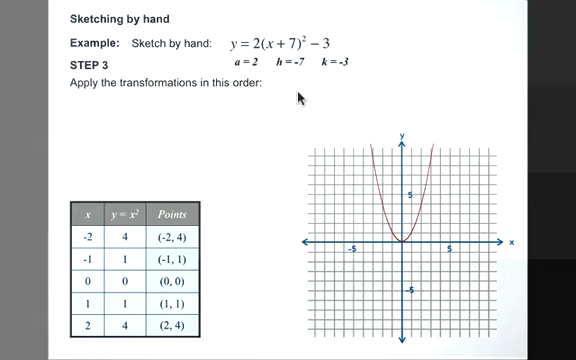 Sketching by hand
Example: Sketch by hand: y = 2(x + 7)² − 3
STEP 3 a = 2 h = -7 k = -3
Apply the transformations in this order:
x y = x² Points
-2 4 (-2, 4)
-1 1 (-1, 1)
0 0 (0, 0)
1 1 (1, 1)
2 4 (2, 4)
y
5
-5 5 x
-5